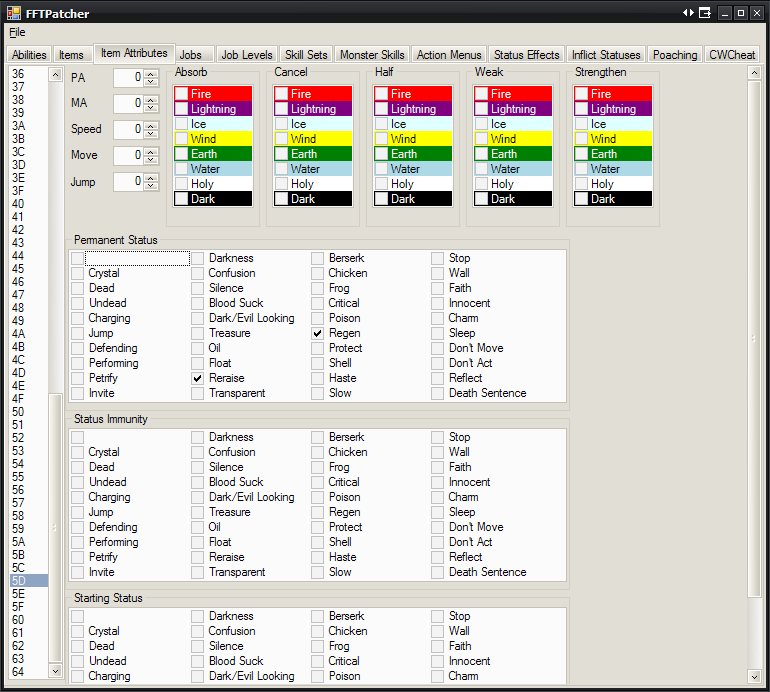 FFTPatcher
File
Abilities Items Item Attributes Jobs Job Levels Skill Sets Monster Skills Action Menus Status Effects Inflict Statuses Poaching CWCheat
36
37
38
39
3A
3B
3C
3D
3E
3F
40
41
42
43
44
45
46
47
48
49
4A
4B
4C
4D
4E
4F
50
51
52
53
54
55
56
57
58
59
5A
5B
5C
5D
5E
5F
60
61
62
63
64
PA 0
MA 0
Speed 0
Move 0
Jump 0
Absorb Cancel Half Weak Strengthen
Fire Fire Fire Fire Fire
Lightning Lightning Lightning Lightning Lightning
Ice Ice Ice Ice Ice
Wind Wind Wind Wind Wind
Earth Earth Earth Earth Earth
Water Water Water Water Water
Holy Holy Holy Holy Holy
Dark Dark Dark Dark Dark
Permanent Status
Darkness Berserk Stop
Crystal Confusion Chicken Wall
Dead Silence Frog Faith
Undead Blood Suck Critical Innocent
Charging Dark/Evil Looking Poison Charm
Jump Treasure Regen Sleep
Defending Oil Protect Don't Move
Performing Float Shell Don't Act
Petrify Reraise Haste Reflect
Invite Transparent Slow Death Sentence
Status Immunity
Darkness Berserk Stop
Crystal Confusion Chicken Wall
Dead Silence Frog Faith
Undead Blood Suck Critical Innocent
Charging Dark/Evil Looking Poison Charm
Jump Treasure Regen Sleep
Defending Oil Protect Don't Move
Performing Float Shell Don't Act
Petrify Reraise Haste Reflect
Invite Transparent Slow Death Sentence
Starting Status
Darkness Berserk Stop
Crystal Confusion Chicken Wall
Dead Silence Frog Faith
Undead Blood Suck Critical Innocent
Charging Dark/Evil Looking Poison Charm